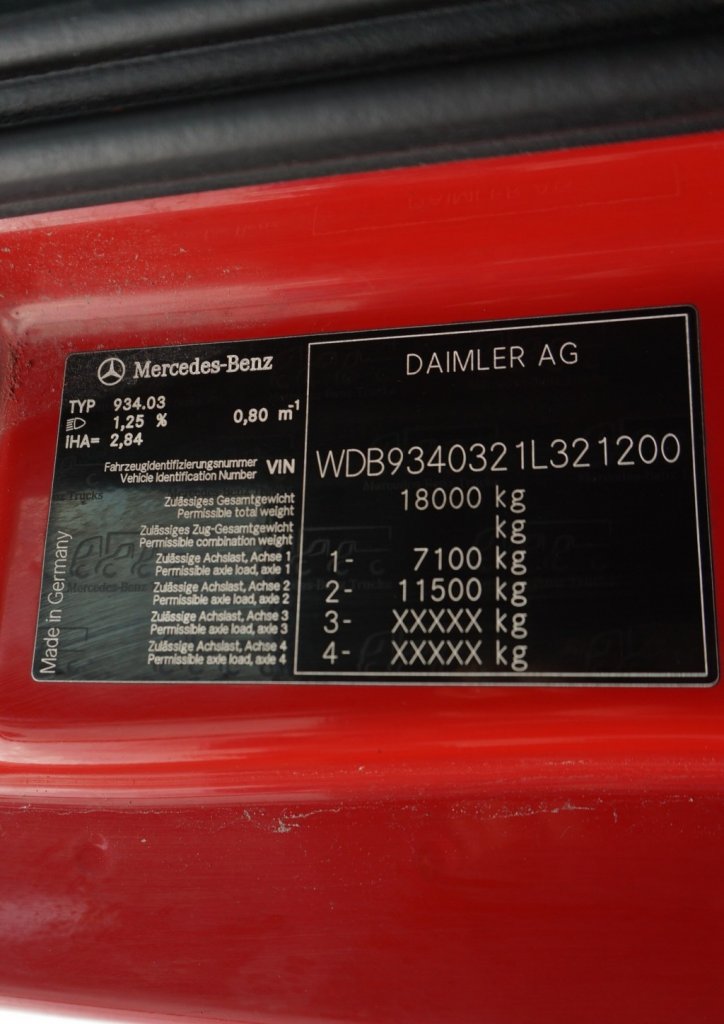 Mercedes-Benz
TYP 934.03
1,25 % 0,80 m-1
IHA= 2,84
DAIMLER AG
Fahrzeugidentifizierungsnummer
Vehicle Identification Number
VIN WDB9340321L321200
Zulässiges Gesamtgewicht
Permissible total weight
18000 kg
Zulässiges Zug-Gesamtgewicht
Permissible combination weight
kg
Zulässige Achslast, Achse 1
Permissible axle load, axle 1
1- 7100 kg
Zulässige Achslast, Achse 2
Permissible axle load, axle 2
2- 11500 kg
Zulässige Achslast, Achse 3
Permissible axle load, axle 3
3- XXXXX kg
Zulässige Achslast, Achse 4
Permissible axle load, axle 4
4- XXXXX kg
Made in Germany